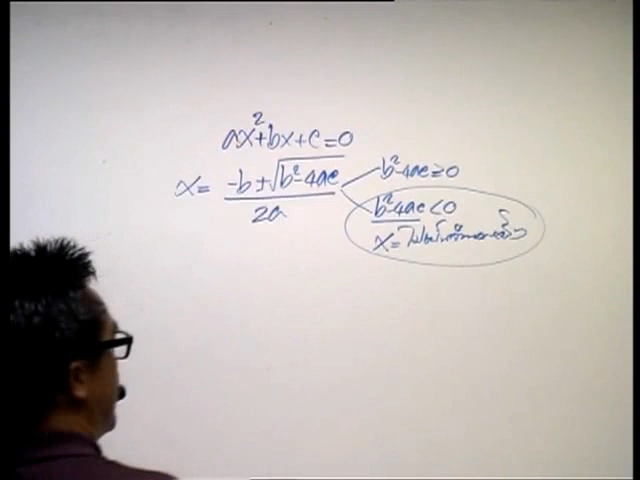 ax²+bx+c=0
x= -b±√b²-4ac / 2a
b²-4ac≥0
b²-4ac<0
x=